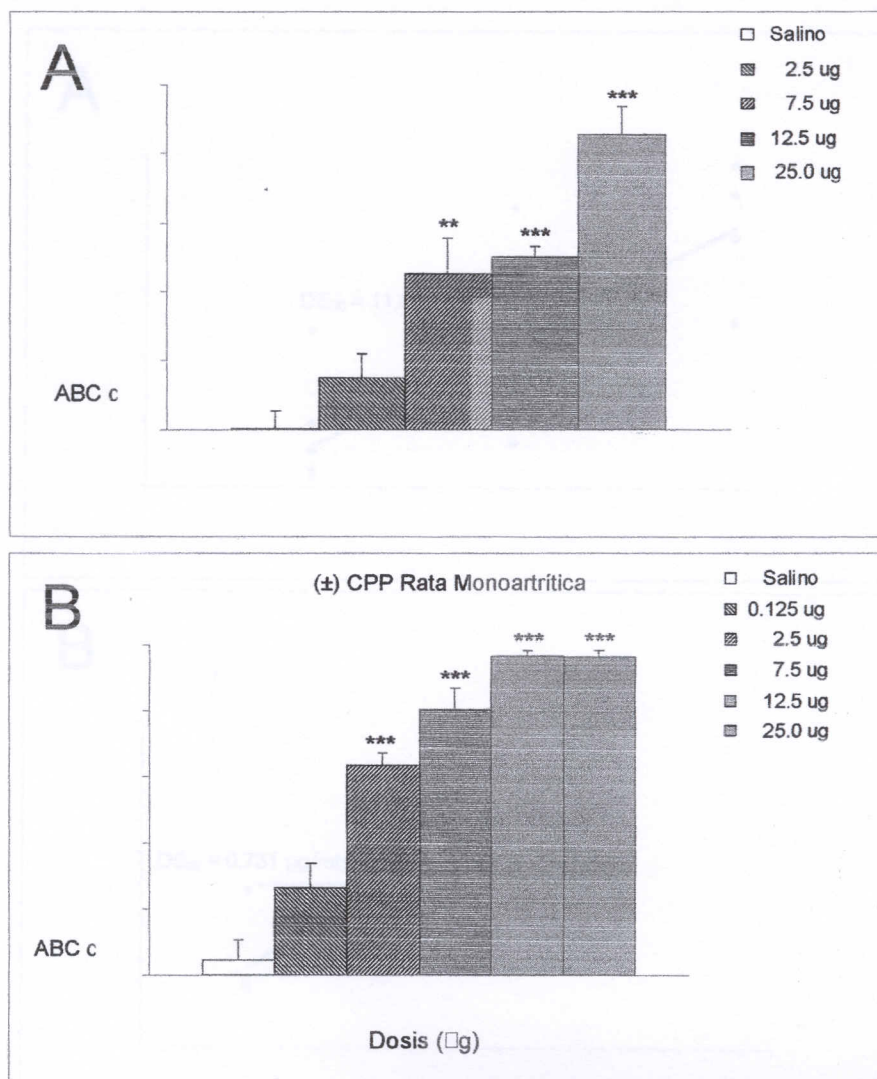 A
Salino
2.5 ug
7.5 ug
12.5 ug
25.0 ug
***
**
***
ABC c
B
(±) CPP Rata Monoartrítica
Salino
0.125 ug
2.5 ug
7.5 ug
12.5 ug
25.0 ug
*** ***
***
***
ABC c
Dosis (□g)